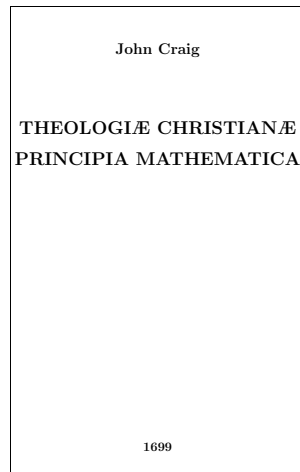 John Craig
THEOLOGIÆ CHRISTIANÆ
PRINCIPIA MATHEMATICA
1699